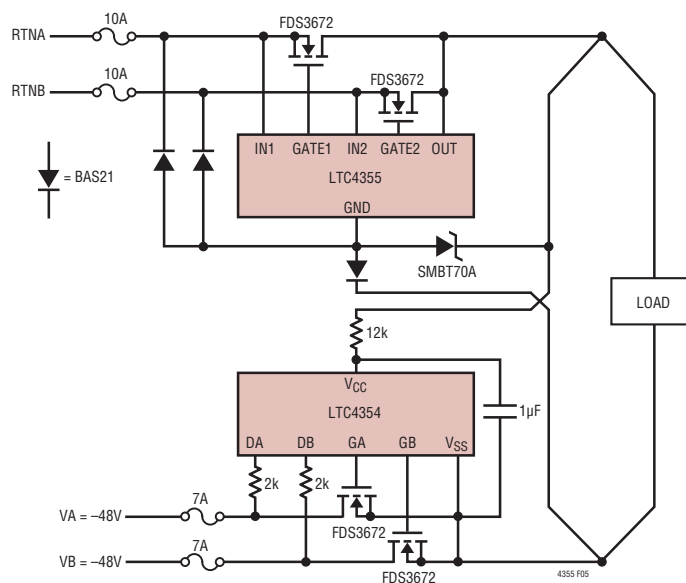 FDS3672
10A
RTNA
10A
FDS3672
RTNB
IN1 GATE1 IN2 GATE2 OUT
= BAS21
LTC4355
GND
SMBT70A
LOAD
12k
VCC
LTC4354
1µF
DA DB GA GB VSS
2k 2k
7A
VA = –48V
FDS3672
7A
VB = –48V
FDS3672
4355 F05